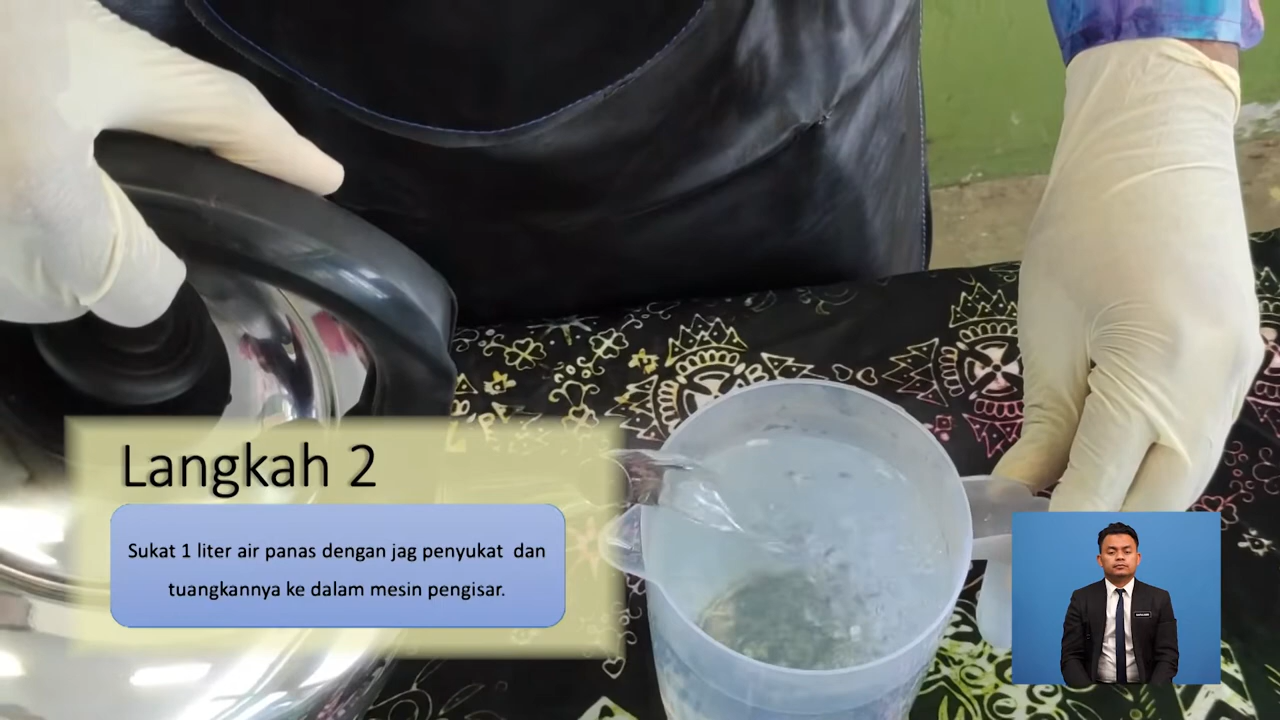 Langkah 2
Sukat 1 liter air panas dengan jag penyukat dan
tuangkannya ke dalam mesin pengisar.